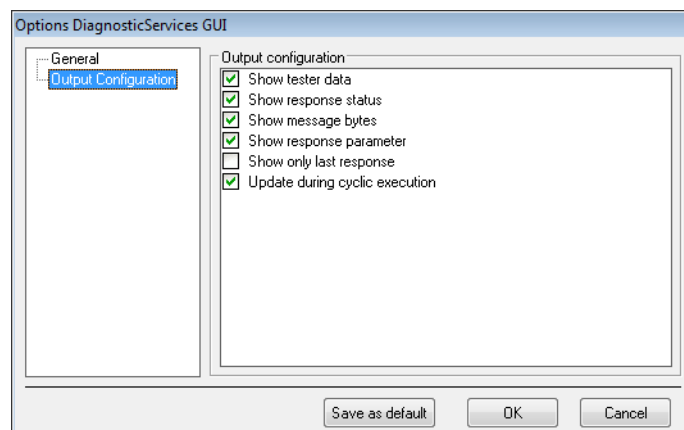 Options DiagnosticServices GUI
General
Output Configuration
Output configuration
Show tester data
Show response status
Show message bytes
Show response parameter
Show only last response
Update during cyclic execution
Save as default
OK
Cancel